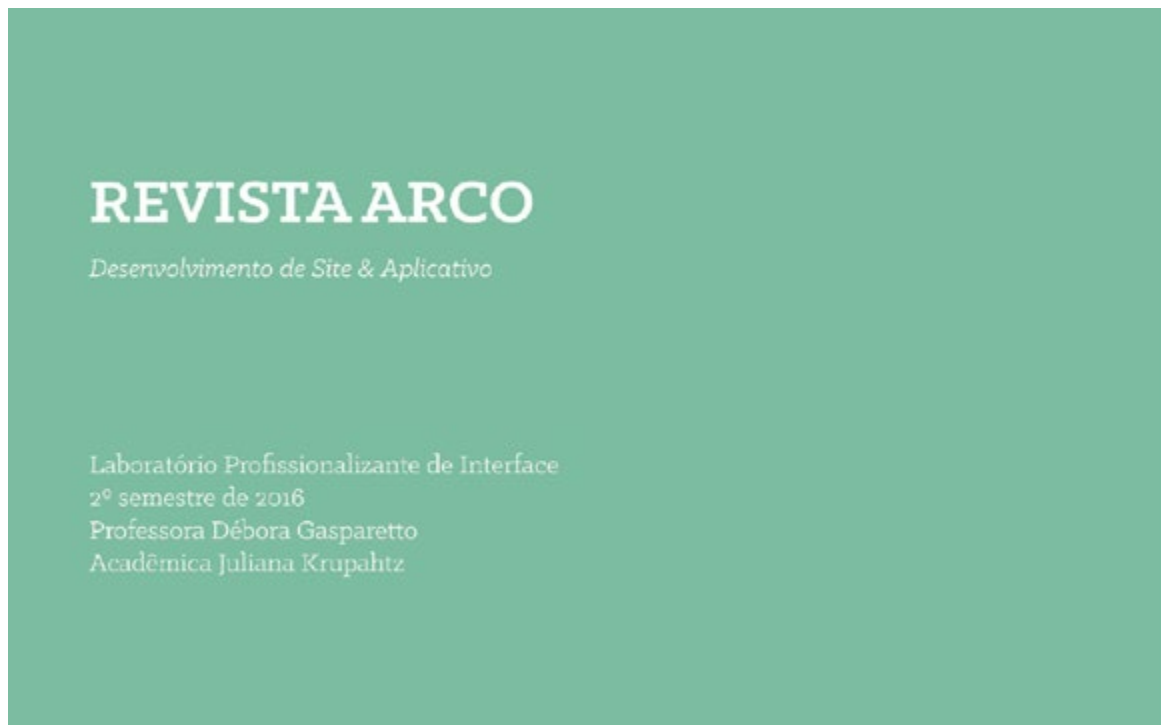 REVISTA ARCO
Desenvolvimento de Site & Aplicativo
Laboratório Profissionalizante de Interface
2º semestre de 2016
Professora Débora Gasparetto
Acadêmica Juliana Krupahtz